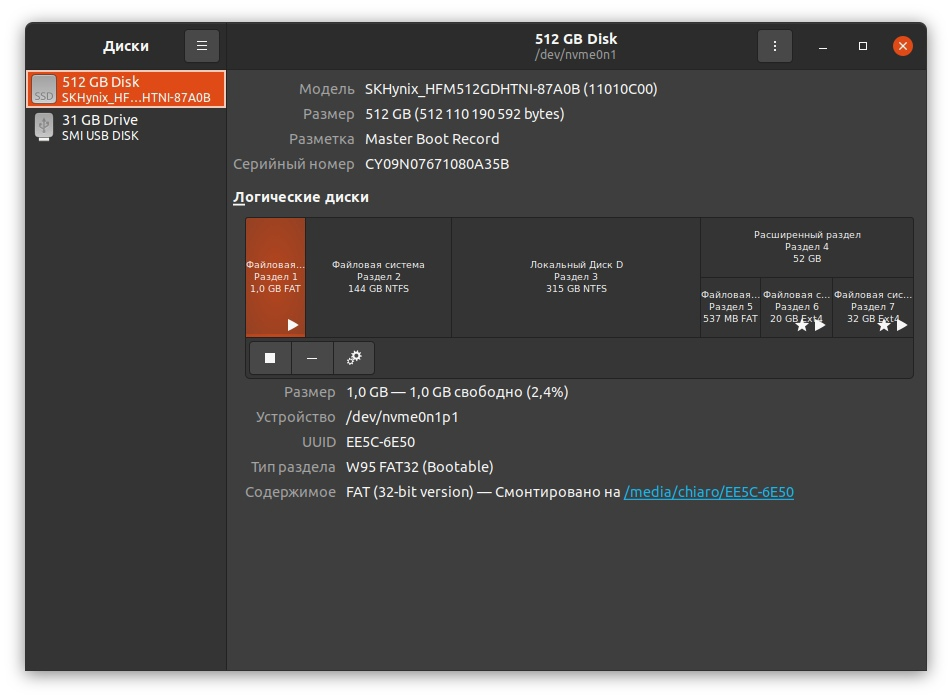 Диски
512 GB Disk
/dev/nvme0n1
512 GB Disk
SKHynix_HF…HTNI-87A0B
31 GB Drive
SMI USB DISK
Модель SKHynix_HFM512GDHTNI-87A0B (11010C00)
Размер 512 GB (512 110 190 592 bytes)
Разметка Master Boot Record
Серийный номер CY09N07671080A35B
Логические диски
Файловая…
Раздел 1
1,0 GB FAT
Файловая система
Раздел 2
144 GB NTFS
Локальный Диск D
Раздел 3
315 GB NTFS
Расширенный раздел
Раздел 4
52 GB
Файловая…
Раздел 5
537 MB FAT
Файловая с…
Раздел 6
20 GB Ext4
Файловая сис…
Раздел 7
32 GB Ext4
Размер 1,0 GB — 1,0 GB свободно (2,4%)
Устройство /dev/nvme0n1p1
UUID EE5C-6E50
Тип раздела W95 FAT32 (Bootable)
Содержимое FAT (32-bit version) — Смонтировано на /media/chiaro/EE5C-6E50
SSD